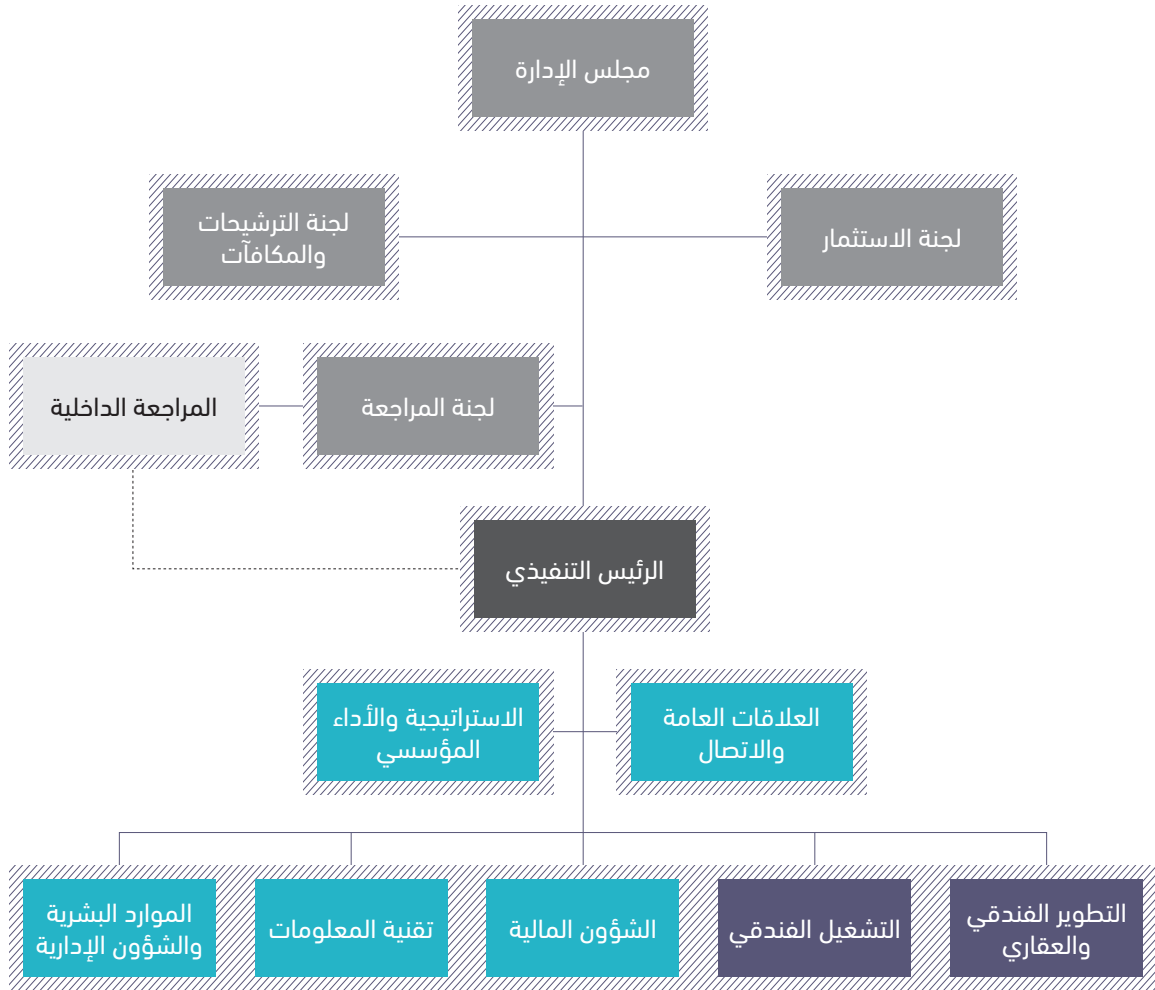 مجلس الإدارة
لجنة الاستثمار
لجنة الترشيحات
والمكافآت
لجنة المراجعة
المراجعة الداخلية
الرئيس التنفيذي
العلاقات العامة
والاتصال
الاستراتيجية والأداء
المؤسسي
التطوير الفندقي
والعقاري
التشغيل الفندقي
الشؤون المالية
تقنية المعلومات
الموارد البشرية
والشؤون الإدارية